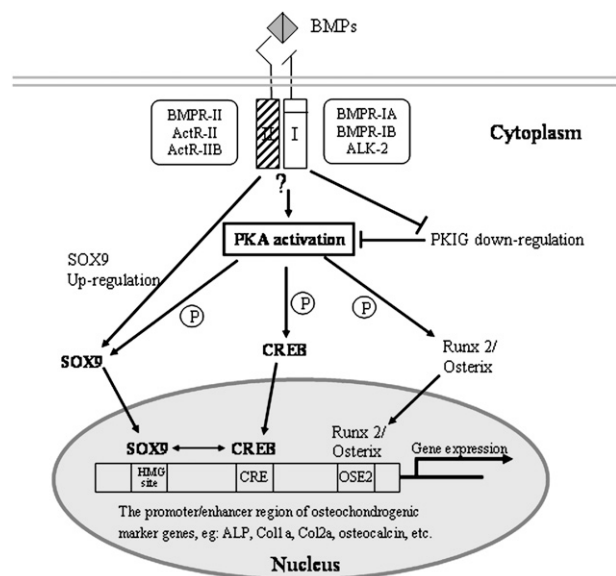 BMPs
BMPR-II
ActR-II
ActR-IIB
II
I
BMPR-IA
BMPR-IB
ALK-2
Cytoplasm
?
PKA activation
PKIG down-regulation
SOX9
Up-regulation
P
P
P
SOX9
CREB
Runx 2/
Osterix
SOX9
CREB
Runx 2/
Osterix
Gene expression
HMG
site
CRE
OSE2
The promoter/enhancer region of osteochondrogenic
marker genes, eg: ALP, Col1a, Col2a, osteocalcin, etc.
Nucleus